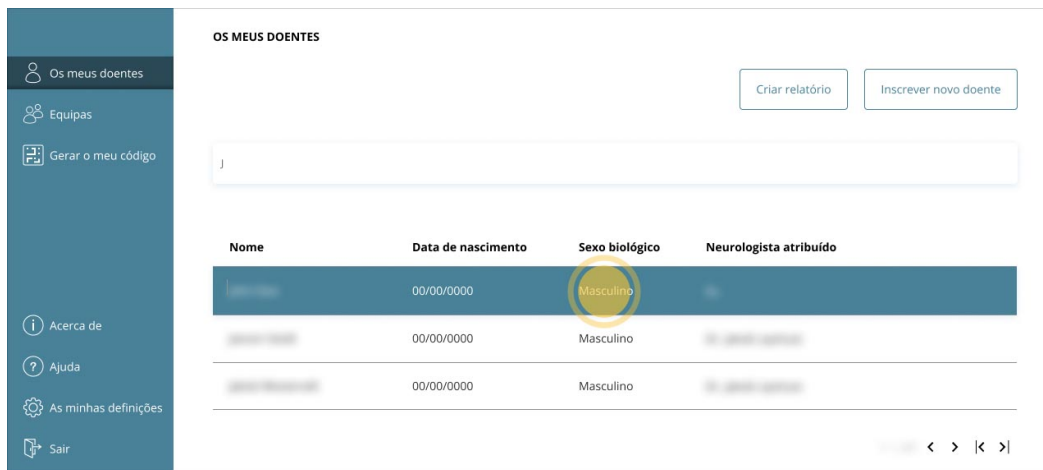 OS MEUS DOENTES
Os meus doentes
Equipas
Gerar o meu código
Acerca de
Ajuda
As minhas definições
Sair
Criar relatório Inscrever novo doente
J
Nome Data de nascimento Sexo biológico Neurologista atribuído
00/00/0000 Masculino
00/00/0000 Masculino
00/00/0000 Masculino